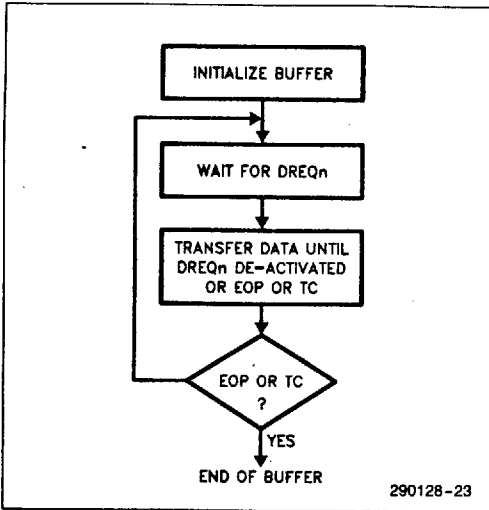 INITIALIZE BUFFER
WAIT FOR DREQn
TRANSFER DATA UNTIL
DREQn DE-ACTIVATED
OR EOP OR TC
EOP OR TC
?
YES
END OF BUFFER
290128-23